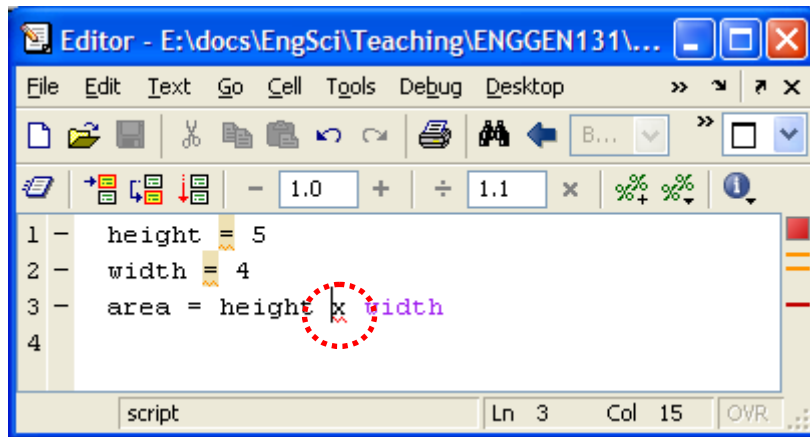 Editor - E:\docs\EngSci\Teaching\ENGGEN131\...
File Edit Text Go Cell Tools Debug Desktop
B...
1.0 1.1
1 height = 5
2 width = 4
3 area = height x width
4
script Ln 3 Col 15 OVR